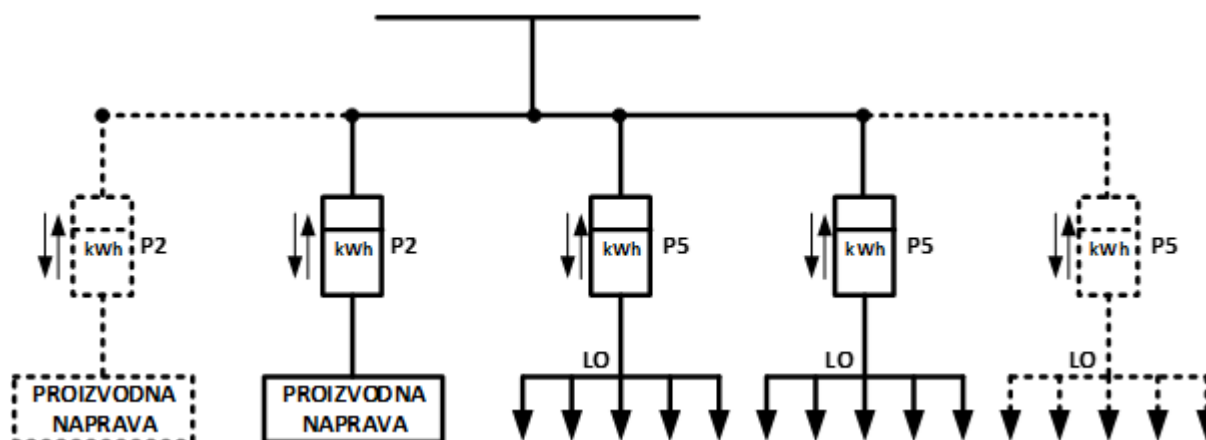 kWh P2
kWh P2
kWh P5
kWh P5
kWh P5
LO
LO
LO
PROIZVODNA
NAPRAVA
PROIZVODNA
NAPRAVA